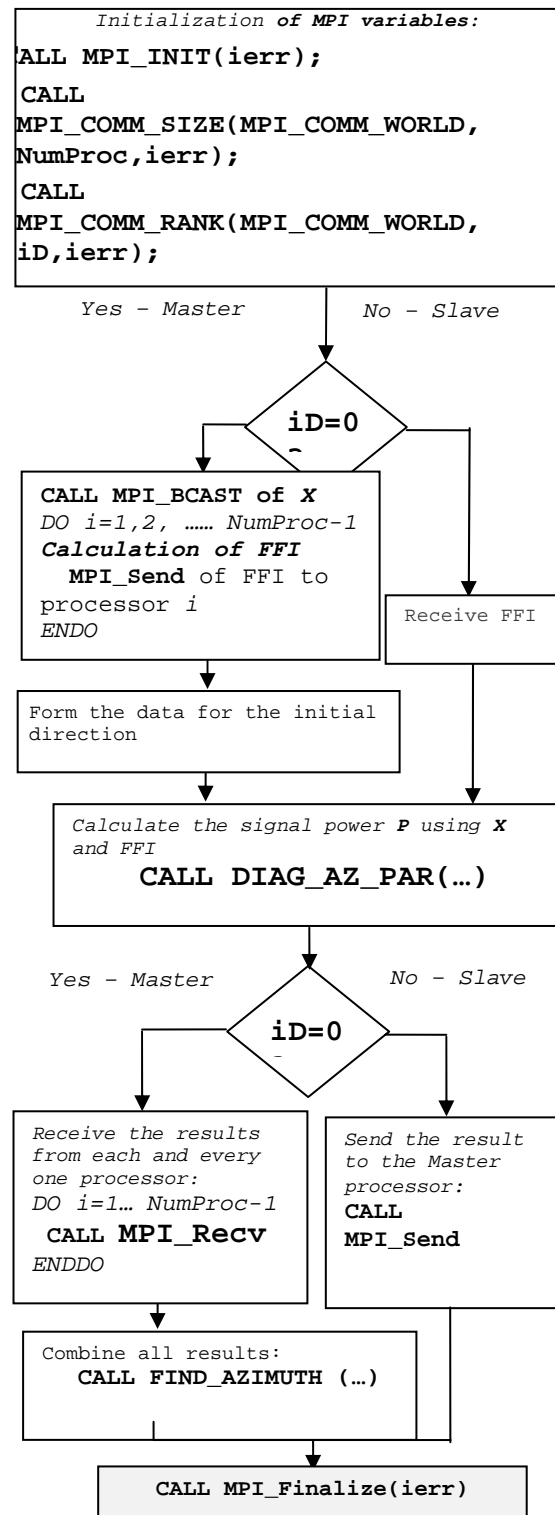 Initialization of MPI variables:
ALL MPI_INIT(ierr);
CALL
MPI_COMM_SIZE(MPI_COMM_WORLD,
NumProc,ierr);
CALL
MPI_COMM_RANK(MPI_COMM_WORLD,
iD,ierr);
Yes – Master
No – Slave
iD=0
CALL MPI_BCAST of X
DO i=1,2, …… NumProc-1
Calculation of FFI
MPI_Send of FFI to
processor i
ENDO
Receive FFI
Form the data for the initial
direction
Calculate the signal power P using X
and FFI
CALL DIAG_AZ_PAR(…)
Yes – Master
No – Slave
iD=0
Receive the results
from each and every
one processor:
DO i=1… NumProc-1
CALL MPI_Recv
ENDDO
Send the result
to the Master
processor:
CALL
MPI_Send
Combine all results:
CALL FIND_AZIMUTH (…)
CALL MPI_Finalize(ierr)